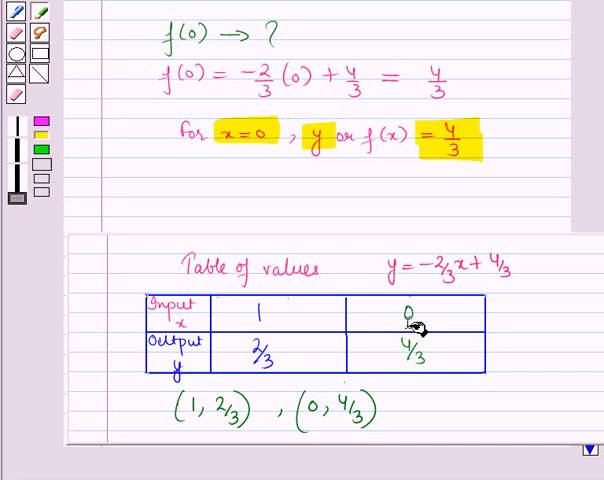 f(0) → ?
f(0) = -2/3 (0) + 4/3 = 4/3
for x=0 , y or f(x) = 4/3
Table of values y = -2/3 x + 4/3
Input x 1 0
Output y 2/3 4/3
(1, 2/3) , (0, 4/3)